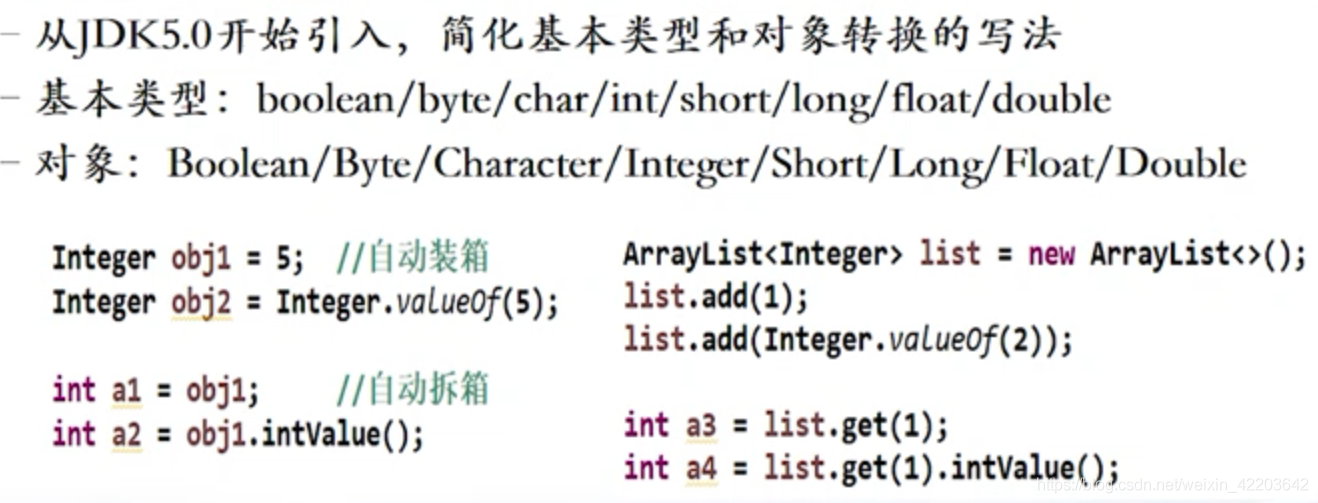 – 从JDK5.0开始引入，简化基本类型和对象转换的写法
– 基本类型：boolean/byte/char/int/short/long/float/double
– 对象：Boolean/Byte/Character/Integer/Short/Long/Float/Double
Integer obj1 = 5; //自动装箱
Integer obj2 = Integer.valueOf(5);
int a1 = obj1; //自动拆箱
int a2 = obj1.intValue();
ArrayList<Integer> list = new ArrayList<>();
list.add(1);
list.add(Integer.valueOf(2));
int a3 = list.get(1);
int a4 = list.get(1).intValue();
https://blog.csdn.net/weixin_42203642